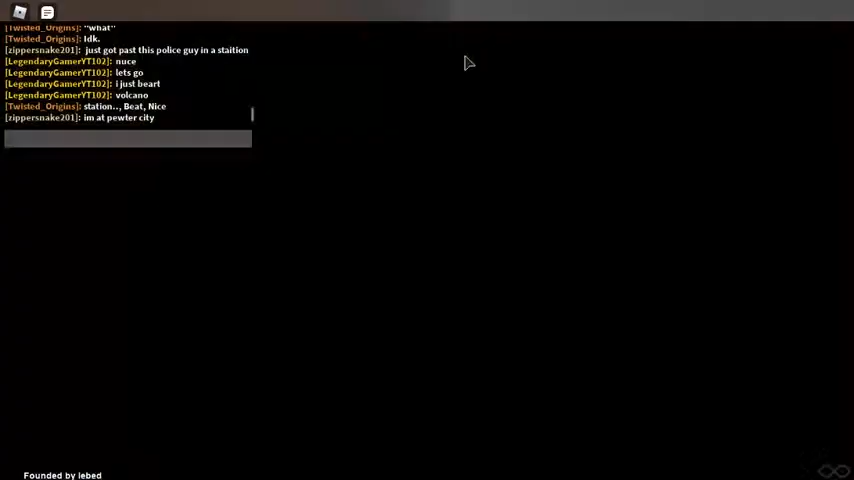 [Twisted_Origins]: "what"
[Twisted_Origins]: Idk.
[zippersnake201]: just got past this police guy in a staition
[LegendaryGamerYT102]: nuce
[LegendaryGamerYT102]: lets go
[LegendaryGamerYT102]: i just beart
[LegendaryGamerYT102]: volcano
[Twisted_Origins]: station.., Beat, Nice
[zippersnake201]: im at pewter city
Founded by lebed